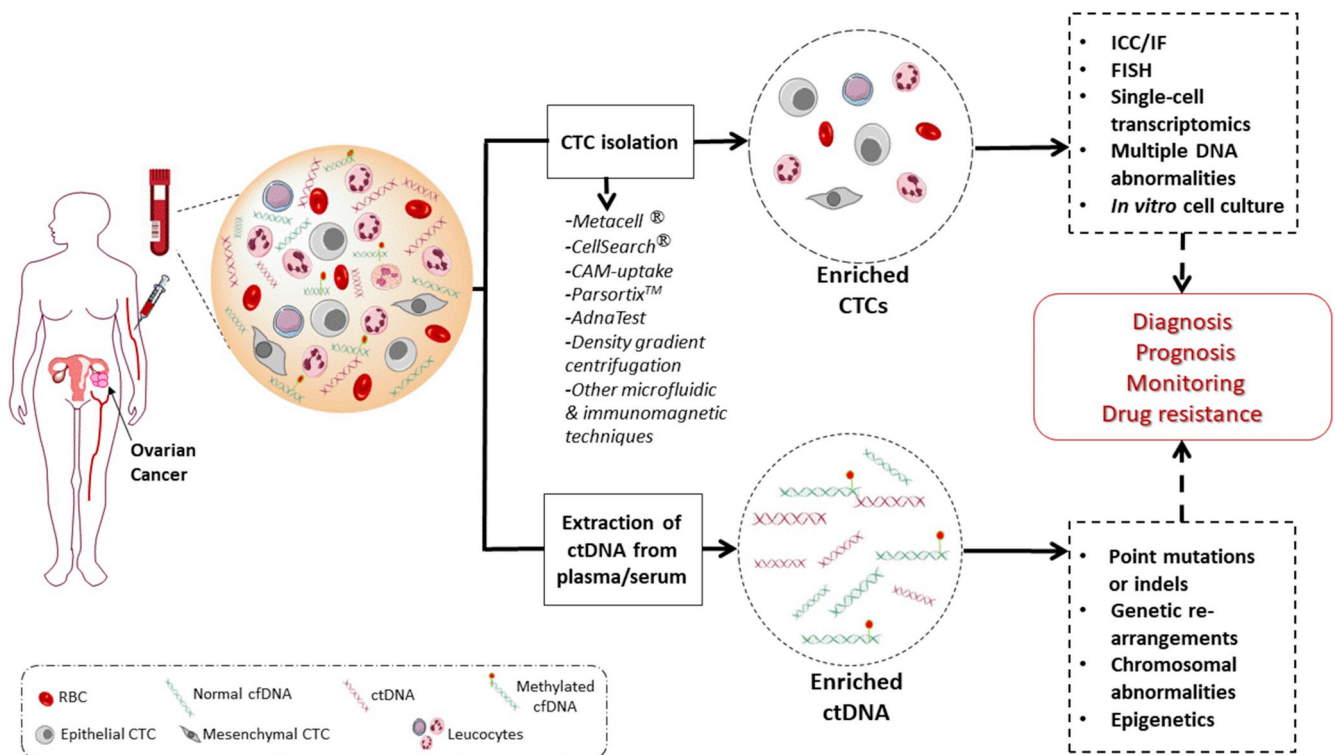 Ovarian
Cancer
CTC isolation
-Metacell ®
-CellSearch®
-CAM-uptake
-Parsortix™
-AdnaTest
-Density gradient
centrifugation
-Other microfluidic
& immunomagnetic
techniques
Enriched
CTCs
• ICC/IF
• FISH
• Single-cell
transcriptomics
• Multiple DNA
abnormalities
• In vitro cell culture
Diagnosis
Prognosis
Monitoring
Drug resistance
Extraction of
ctDNA from
plasma/serum
Enriched
ctDNA
• Point mutations
or indels
• Genetic re-
arrangements
• Chromosomal
abnormalities
• Epigenetics
RBC
Normal cfDNA
ctDNA
Methylated
cfDNA
Epithelial CTC
Mesenchymal CTC
Leucocytes